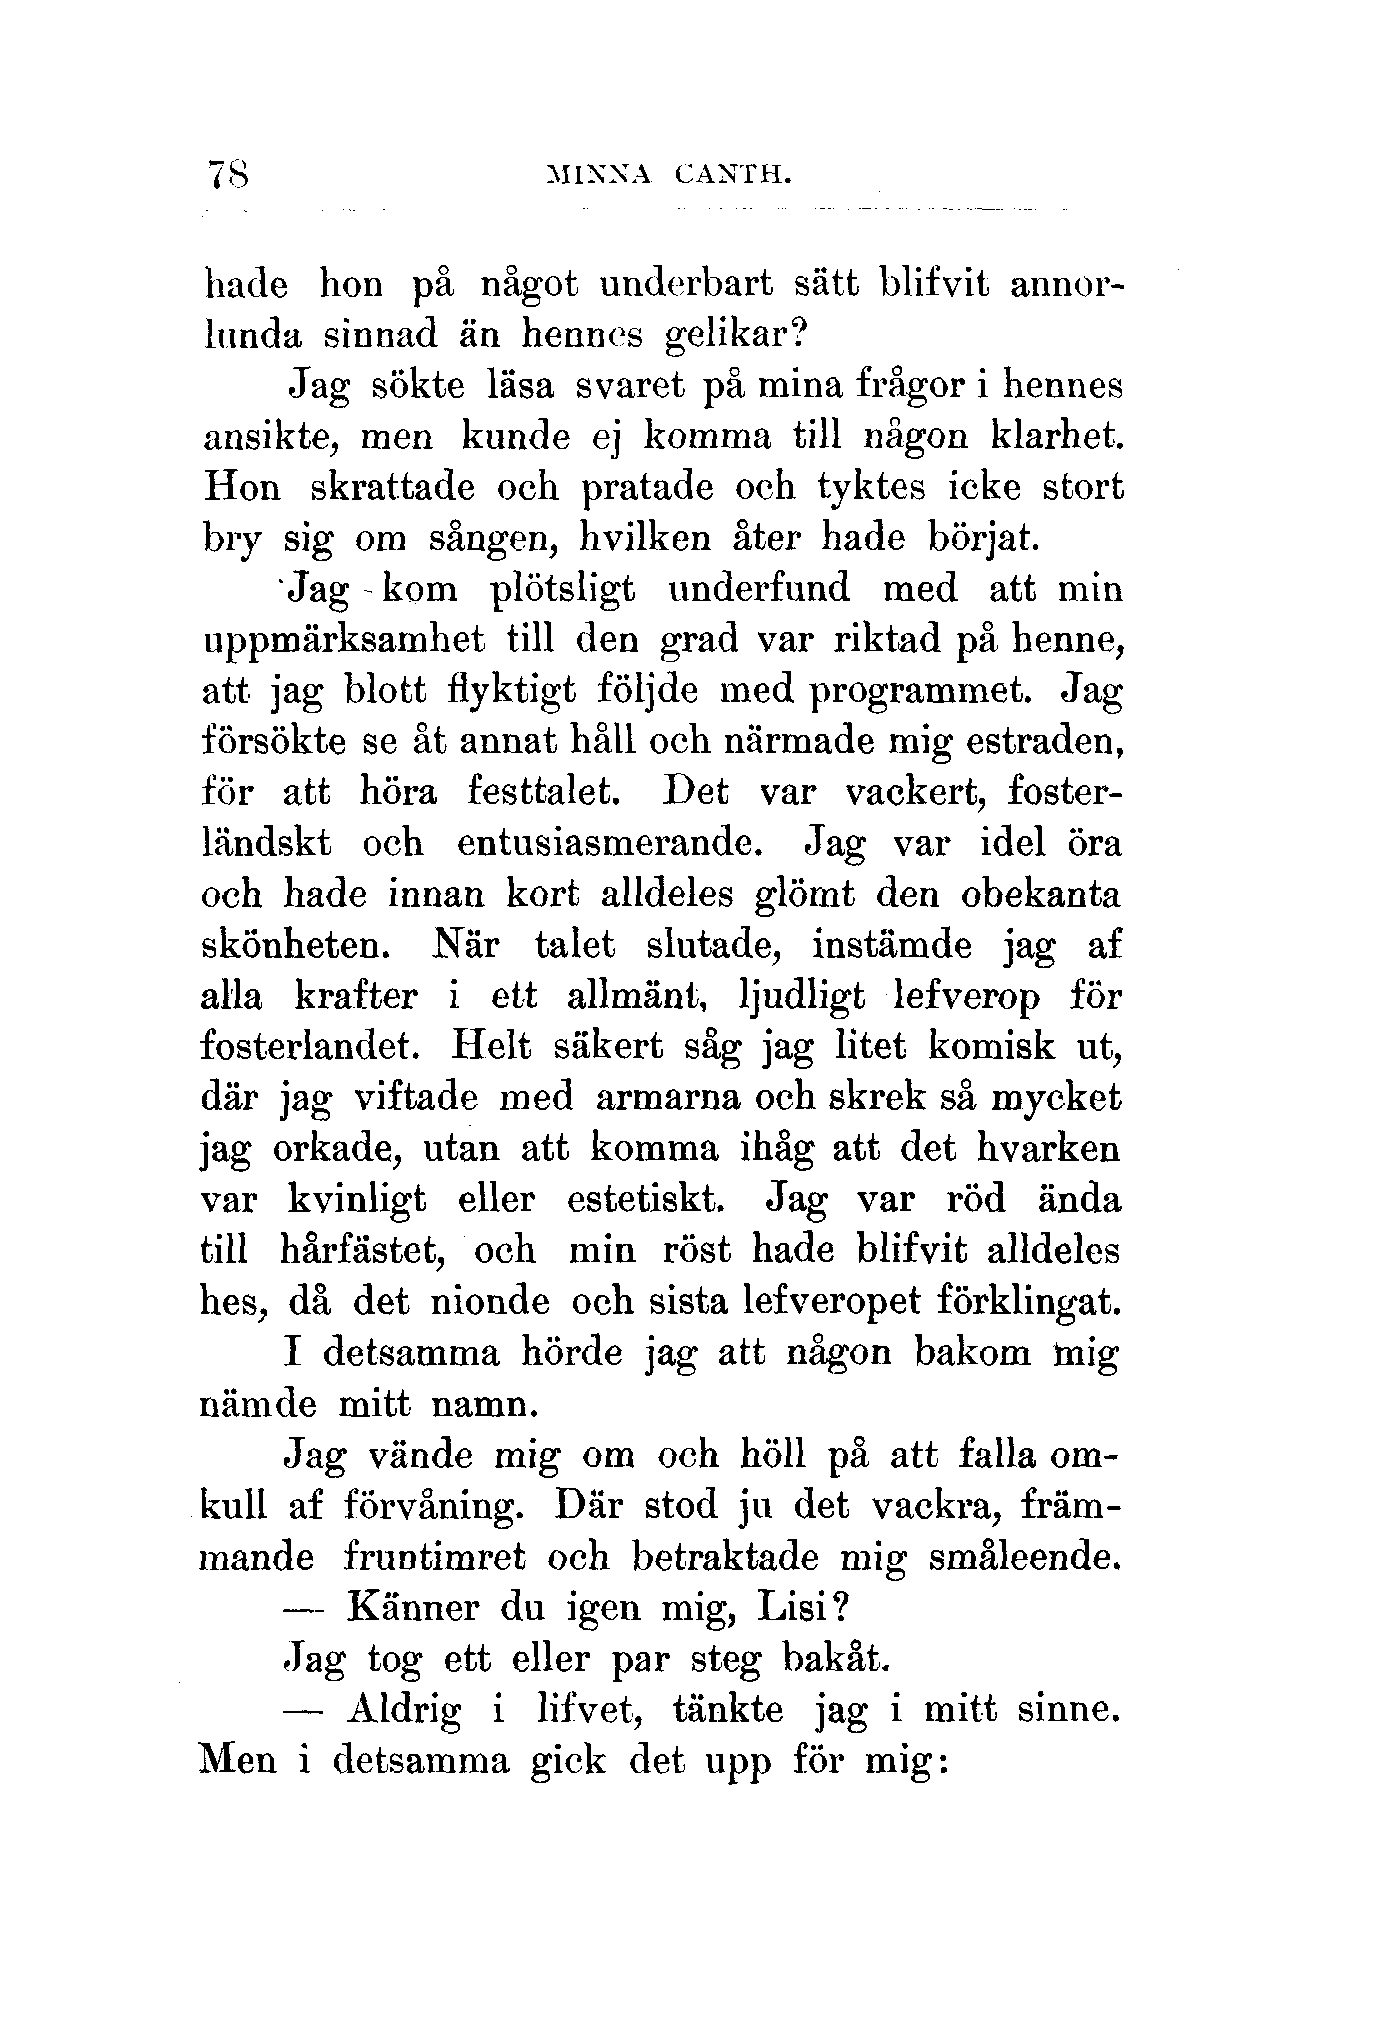 78 MINNA CANTH.
hade hon på något underbart sätt blifvit annor-
lunda sinnad än hennes gelikar?
Jag sökte läsa svaret på mina frågor i hennes
ansikte, men kunde ej komma till någon klarhet.
Hon skrattade och pratade och tyktes icke stort
bry sig om sången, hvilken åter hade börjat.
Jag kom plötsligt underfund med att min
uppmärksamhet till den grad var riktad på henne,
att jag blott flyktigt följde med programmet. Jag
försökte se åt annat håll och närmade mig estraden,
för att höra festtalet. Det var vackert, foster-
ländskt och entusiasmerande. Jag var idel öra
och hade innan kort alldeles glömt den obekanta
skönheten. När talet slutade, instämde jag af
alla krafter i ett allmänt, ljudligt lefverop för
fosterlandet. Helt säkert såg jag litet komisk ut,
där jag viftade med armarna och skrek så mycket
jag orkade, utan att komma ihåg att det hvarken
var kvinligt eller estetiskt. Jag var röd ända
till hårfästet, och min röst hade blifvit alldeles
hes, då det nionde och sista lefveropet förklingat.
I detsamma hörde jag att någon bakom mig
nämde mitt namn.
Jag vände mig om och höll på att falla om-
kull af förvåning. Där stod ju det vackra, främ-
mande fruntimret och betraktade mig småleende.
— Känner du igen mig, Lisi?
Jag tog ett eller par steg bakåt.
— Aldrig i lifvet, tänkte jag i mitt sinne.
Men i detsamma gick det upp för mig: